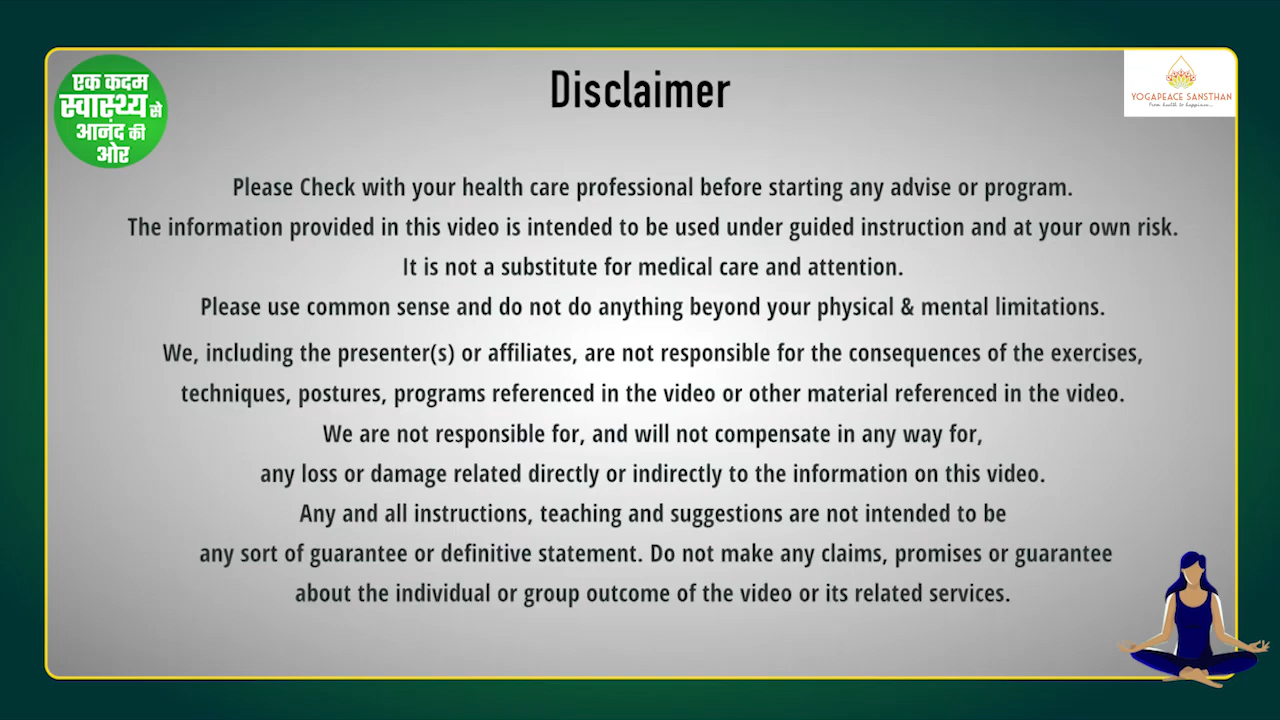 एक कदम
स्वास्थ्य से
आनंद की
ओर
Disclaimer
YOGAPEACE SANSTHAN
From health to happiness...
Please Check with your health care professional before starting any advise or program.
The information provided in this video is intended to be used under guided instruction and at your own risk.
It is not a substitute for medical care and attention.
Please use common sense and do not do anything beyond your physical & mental limitations.
We, including the presenter(s) or affiliates, are not responsible for the consequences of the exercises,
techniques, postures, programs referenced in the video or other material referenced in the video.
We are not responsible for, and will not compensate in any way for,
any loss or damage related directly or indirectly to the information on this video.
Any and all instructions, teaching and suggestions are not intended to be
any sort of guarantee or definitive statement. Do not make any claims, promises or guarantee
about the individual or group outcome of the video or its related services.